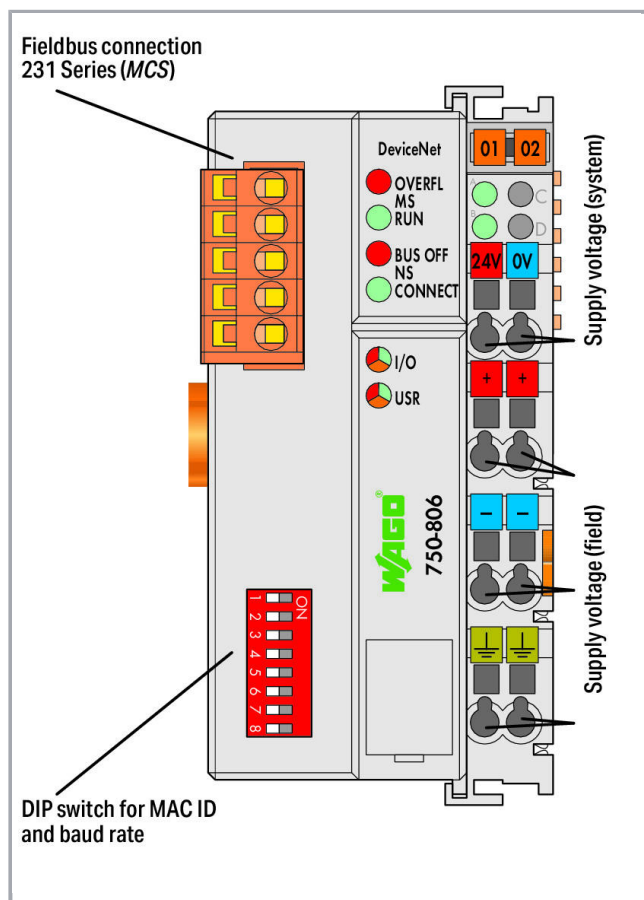 Fieldbus connection
231 Series (MCS)
DeviceNet
OVERFL
MS
RUN
BUS OFF
NS
CONNECT
I/O
USR
WAGO®
750-806
01 02
A
C
B
D
24V 0V
+ +
− −
Supply voltage (system)
Supply voltage (field)
ON
1
2
3
4
5
6
7
8
DIP switch for MAC ID
and baud rate